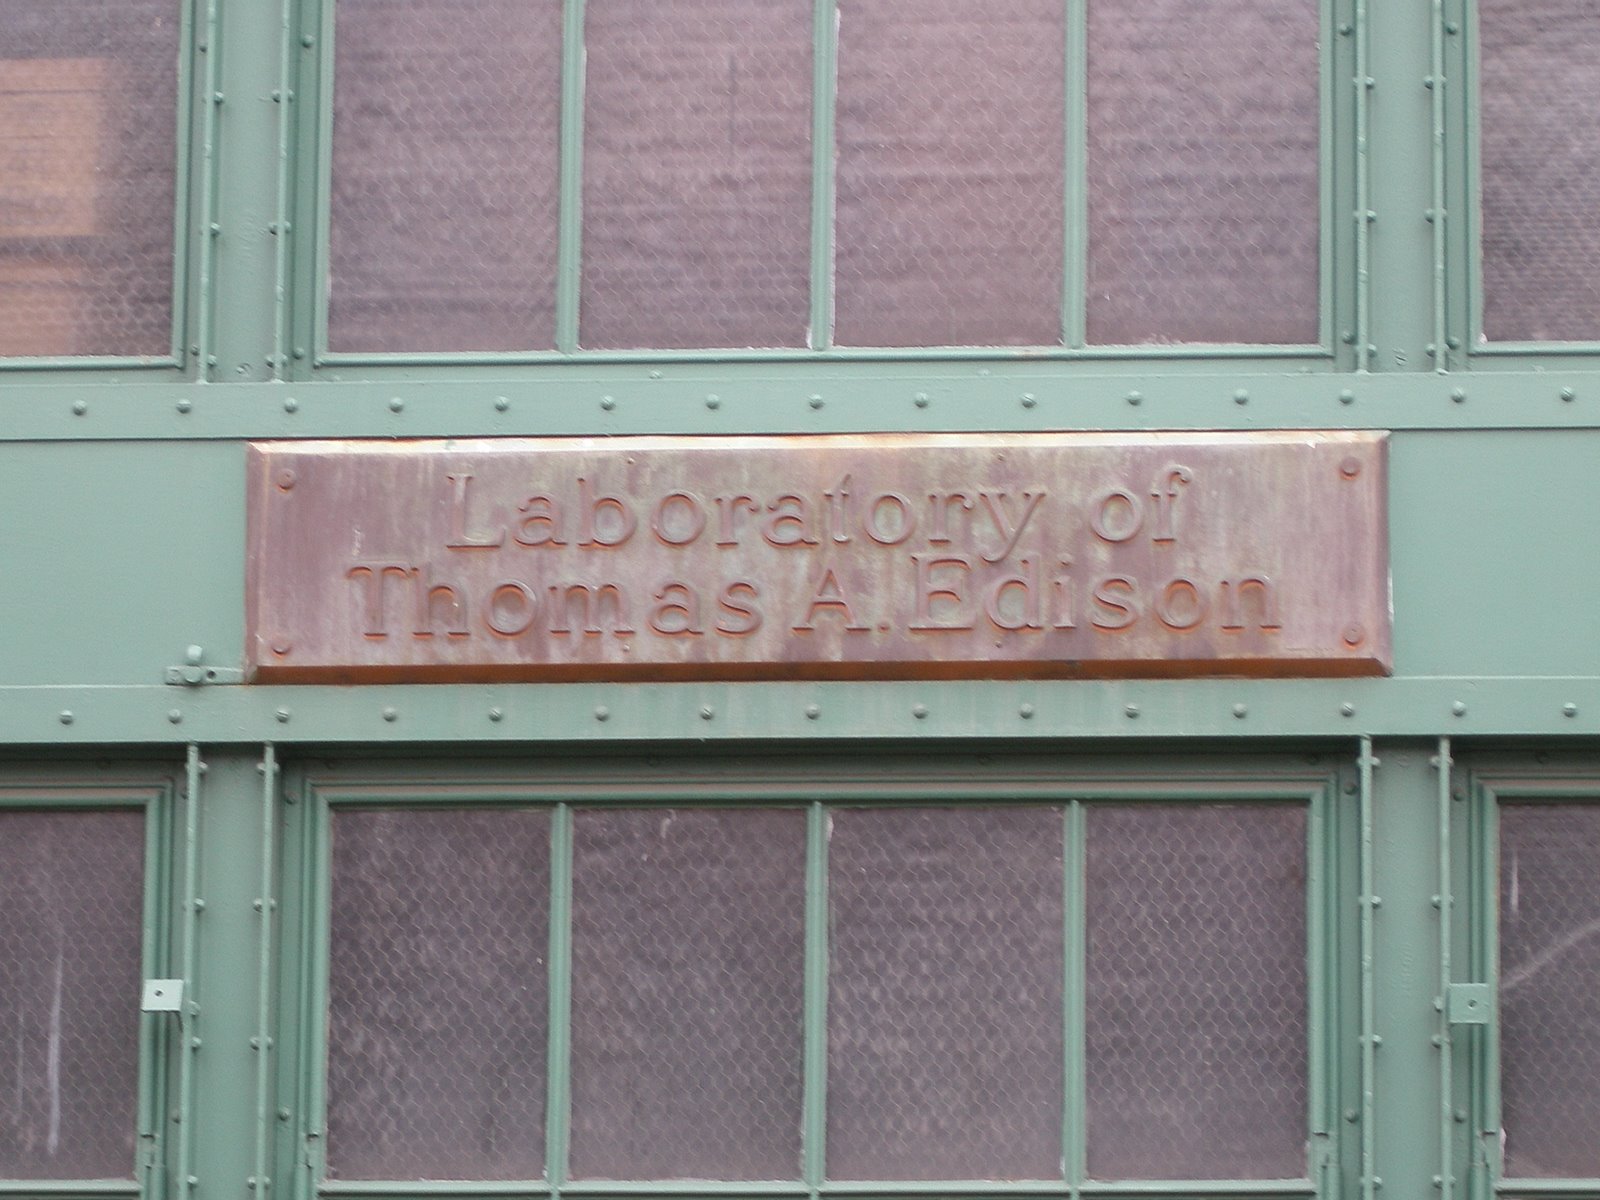 Laboratory of
Thomas A. Edison